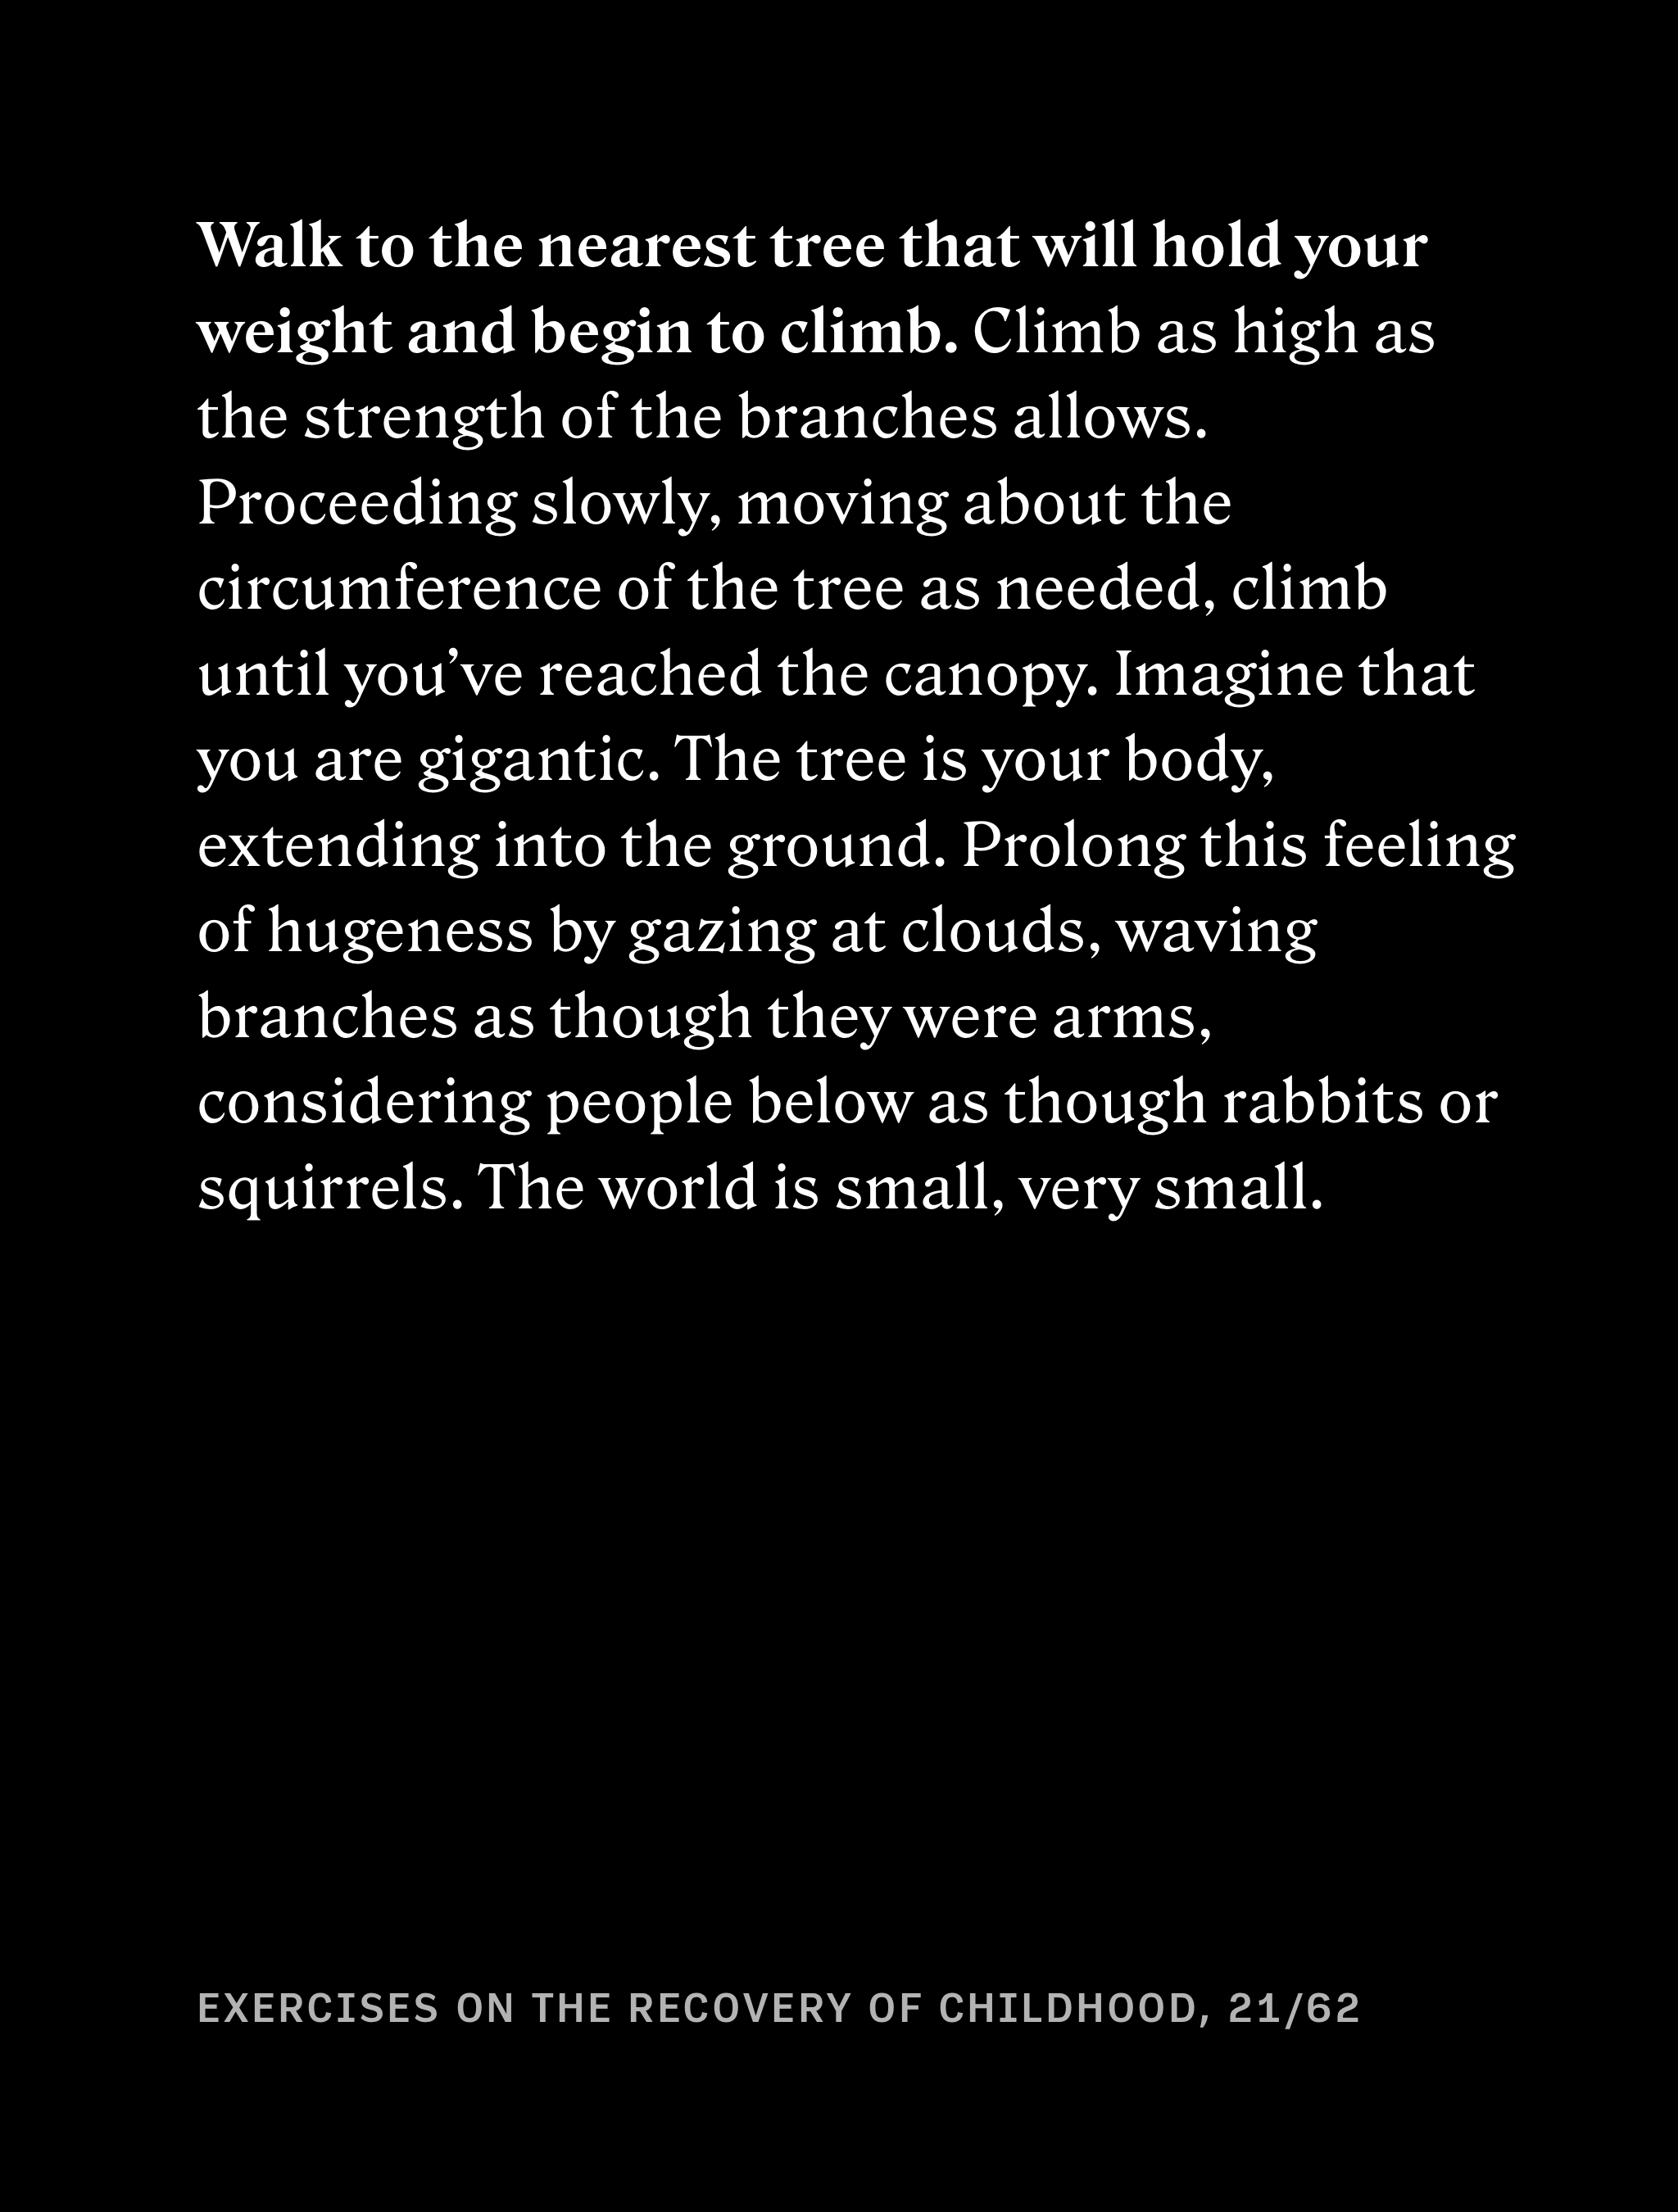 Walk to the nearest tree that will hold your
weight and begin to climb. Climb as high as
the strength of the branches allows.
Proceeding slowly, moving about the
circumference of the tree as needed, climb
until you’ve reached the canopy. Imagine that
you are gigantic. The tree is your body,
extending into the ground. Prolong this feeling
of hugeness by gazing at clouds, waving
branches as though they were arms,
considering people below as though rabbits or
squirrels. The world is small, very small.
EXERCISES ON THE RECOVERY OF CHILDHOOD, 21/62